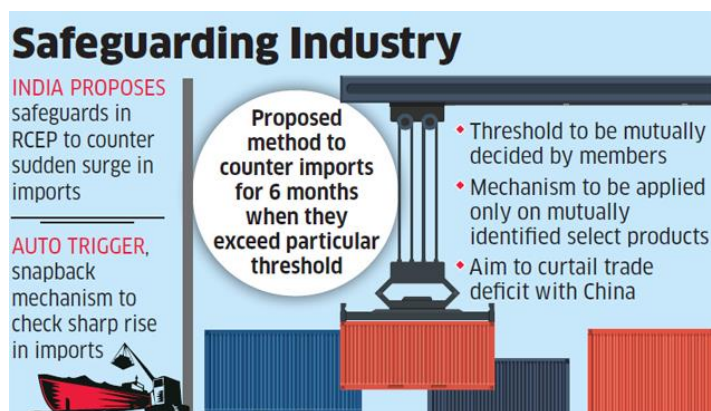 Safeguarding Industry
INDIA PROPOSES
safeguards in
RCEP to counter
sudden surge in
imports
AUTO TRIGGER,
snapback
mechanism to
check sharp rise
in imports
Proposed
method to
counter imports
for 6 months
when they
exceed particular
threshold
Threshold to be mutually
decided by members
Mechanism to be applied
only on mutually
identified select products
Aim to curtail trade
deficit with China